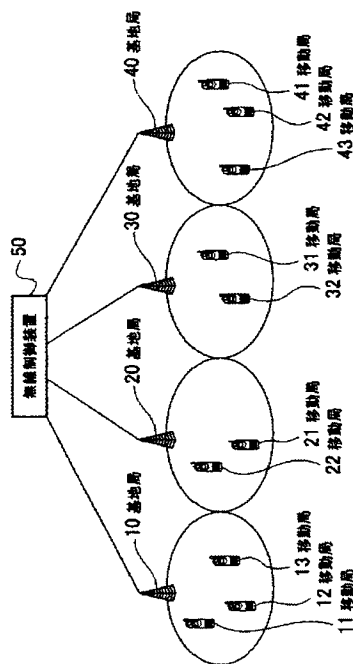 50
無線制御装置
10 基地局
20 基地局
30 基地局
40 基地局
11 移動局
12 移動局
13 移動局
22 移動局
21 移動局
32 移動局
31 移動局
43 移動局
42 移動局
41 移動局